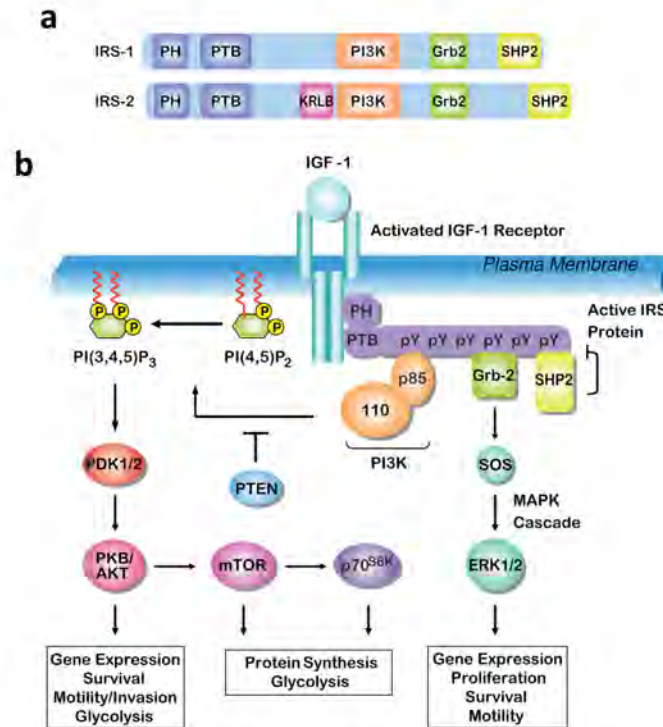 a
IRS-1 PH PTB PI3K Grb2 SHP2
IRS-2 PH PTB KRLB PI3K Grb2 SHP2
b
IGF -1
Activated IGF-1 Receptor
Plasma Membrane
P P P
P P
PH
Active IRS
Protein
PTB pY pY pY pY pY pY
PI(3,4,5)P3
PI(4,5)P2
p85
Grb-2
SHP2
110
PI3K
PDK1/2
PTEN
SOS
MAPK
Cascade
PKB/
AKT
mTOR
p70S6K
ERK1/2
Gene Expression
Survival
Motility/Invasion
Glycolysis
Protein Synthesis
Glycolysis
Gene Expression
Proliferation
Survival
Motility